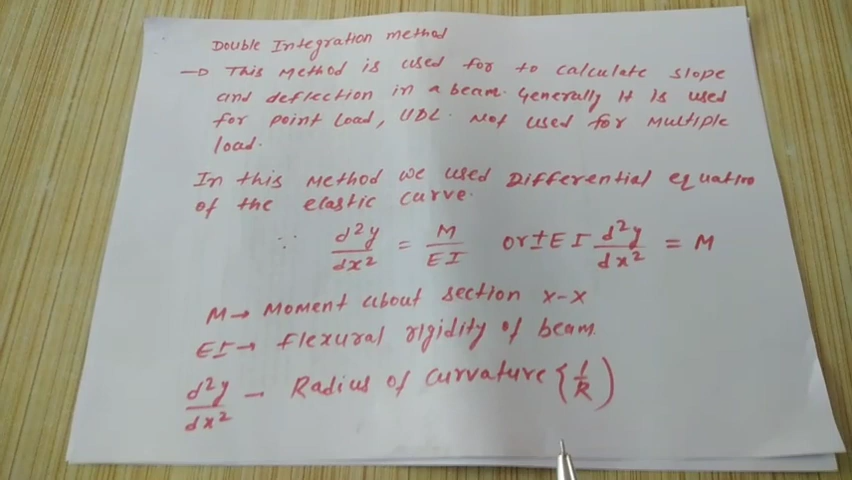 Double Integration method
→ This Method is used for to calculate slope
and deflection in a beam. Generally It is used
for point Load, UDL. Not used for Multiple
load.
In this Method we used Differential equation
of the elastic curve.
∵ d²y/dx² = M/EI or ± EI d²y/dx² = M
M → Moment about section x-x
EI → Flexural rigidity of beam.
d²y/dx² — Radius of curvature {1/R)